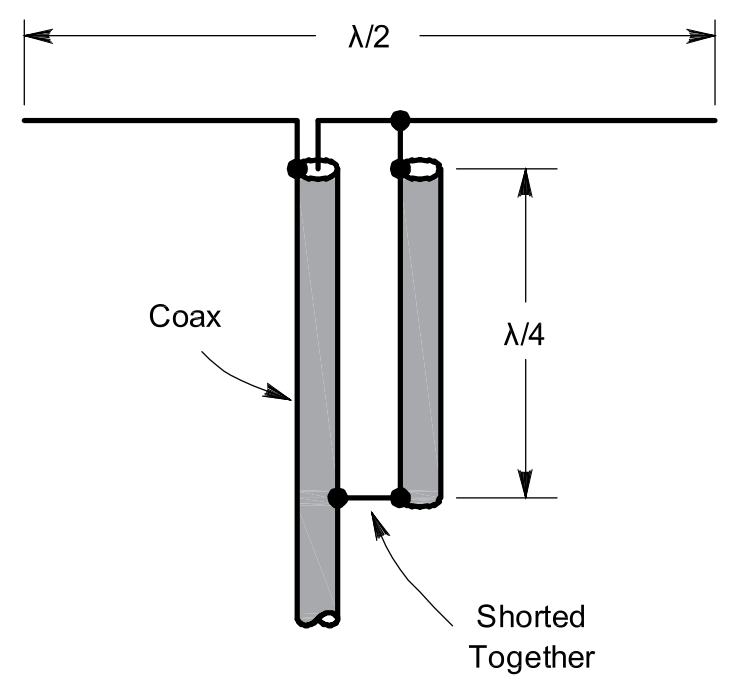 λ/2
Coax
λ/4
Shorted
Together